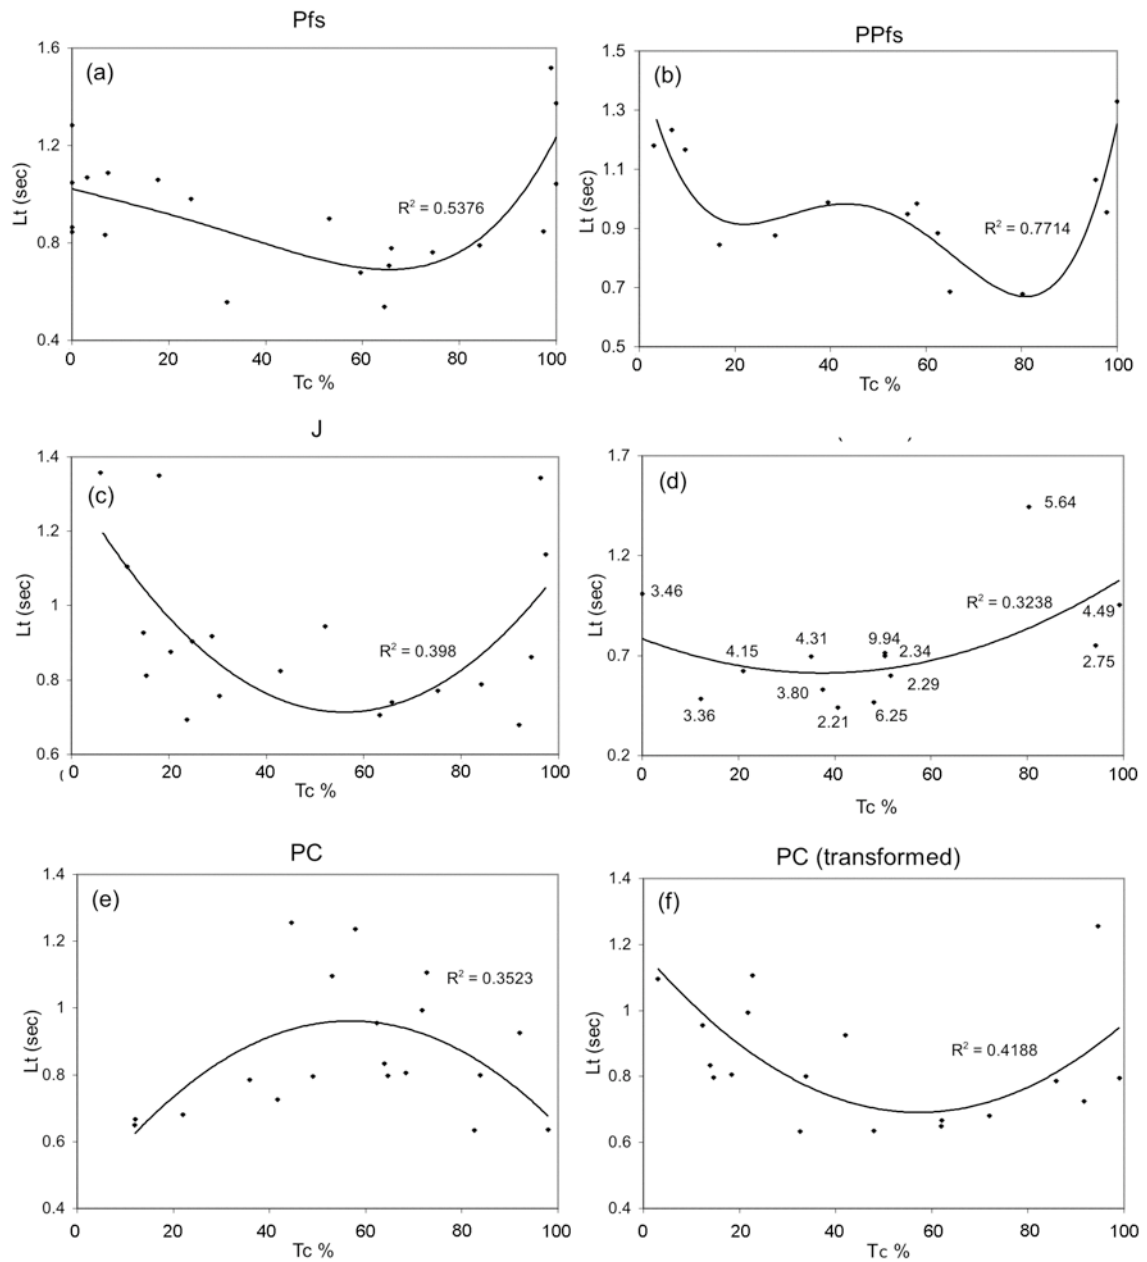 Pfs
1.6
(a)
1.2
Lt (sec)
R² = 0.5376
0.8
0.4
0 20 40 60 80 100
Tc %
PPfs
1.5
(b)
1.3
1.1
Lt (sec)
0.9
R² = 0.7714
0.7
0.5
0 20 40 60 80 100
Tc %
J
1.4
(c)
1.2
Lt (sec)
1
R² = 0.398
0.8
0.6
0 20 40 60 80 100
Tc %
1.7
(d)
5.64
1.2
3.46
R² = 0.3238
4.49
Lt (sec)
4.31 9.94
0.7
4.15 2.34
2.75
3.80 2.29
3.36 2.21 6.25
0.2
0 20 40 60 80 100
Tc %
PC
1.4
(e)
1.2
R² = 0.3523
Lt (sec)
1
0.8
0.6
0.4
0 20 40 60 80 100
Tc %
PC (transformed)
1.4
(f)
1.2
Lt (sec)
1
R² = 0.4188
0.8
0.6
0.4
0 20 40 60 80 100
Tc %